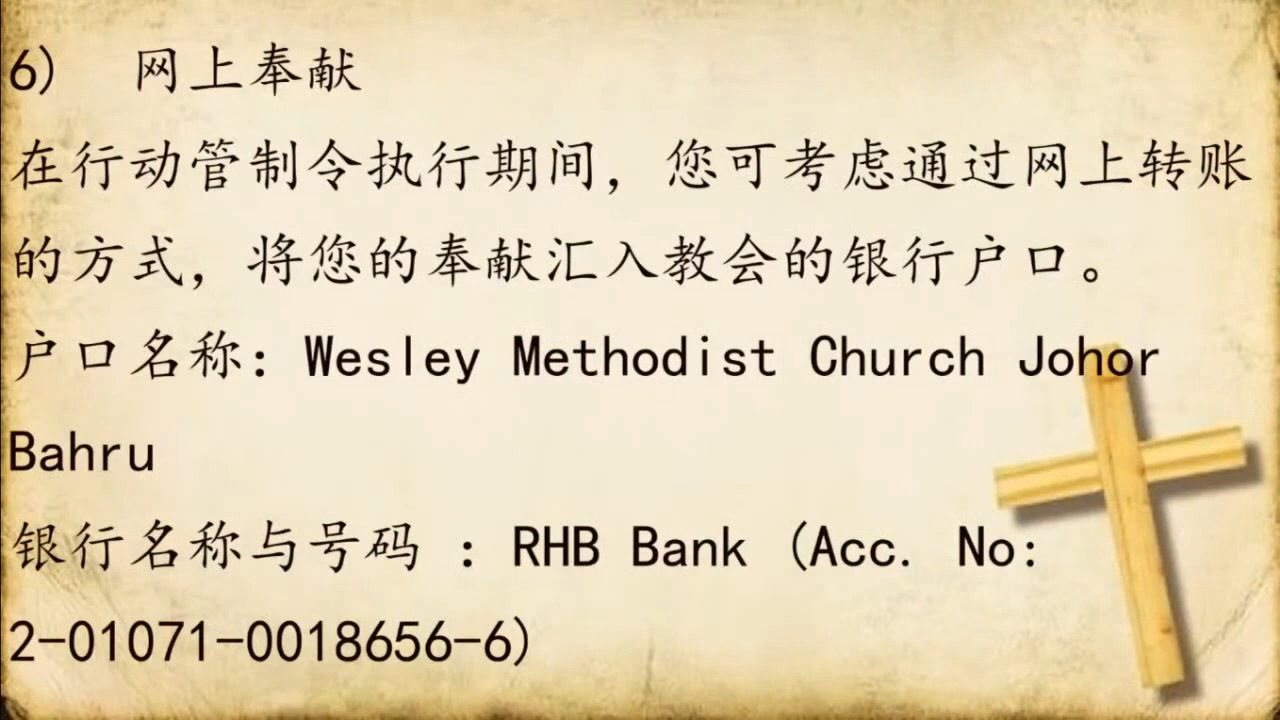 6)  网上奉献
在行动管制令执行期间，您可考虑通过网上转账
的方式，将您的奉献汇入教会的银行户口。
户口名称：Wesley Methodist Church Johor
Bahru
银行名称与号码 ：RHB Bank (Acc. No:
2-01071-0018656-6)